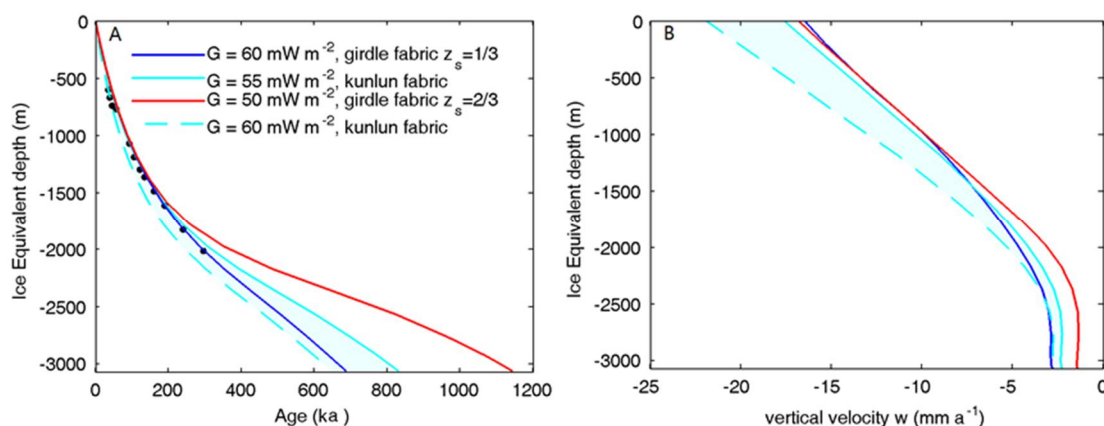 A
G = 60 mW m⁻², girdle fabric z_s=1/3
G = 55 mW m⁻², kunlun fabric
G = 50 mW m⁻², girdle fabric z_s=2/3
G = 60 mW m⁻², kunlun fabric
0
-500
-1000
-1500
-2000
-2500
-3000
Ice Equivalent depth (m)
0 200 400 600 800 1000 1200
Age (ka )
B
0
-500
-1000
-1500
-2000
-2500
-3000
Ice Equivalent depth (m)
-25 -20 -15 -10 -5 0
vertical velocity w (mm a⁻¹)